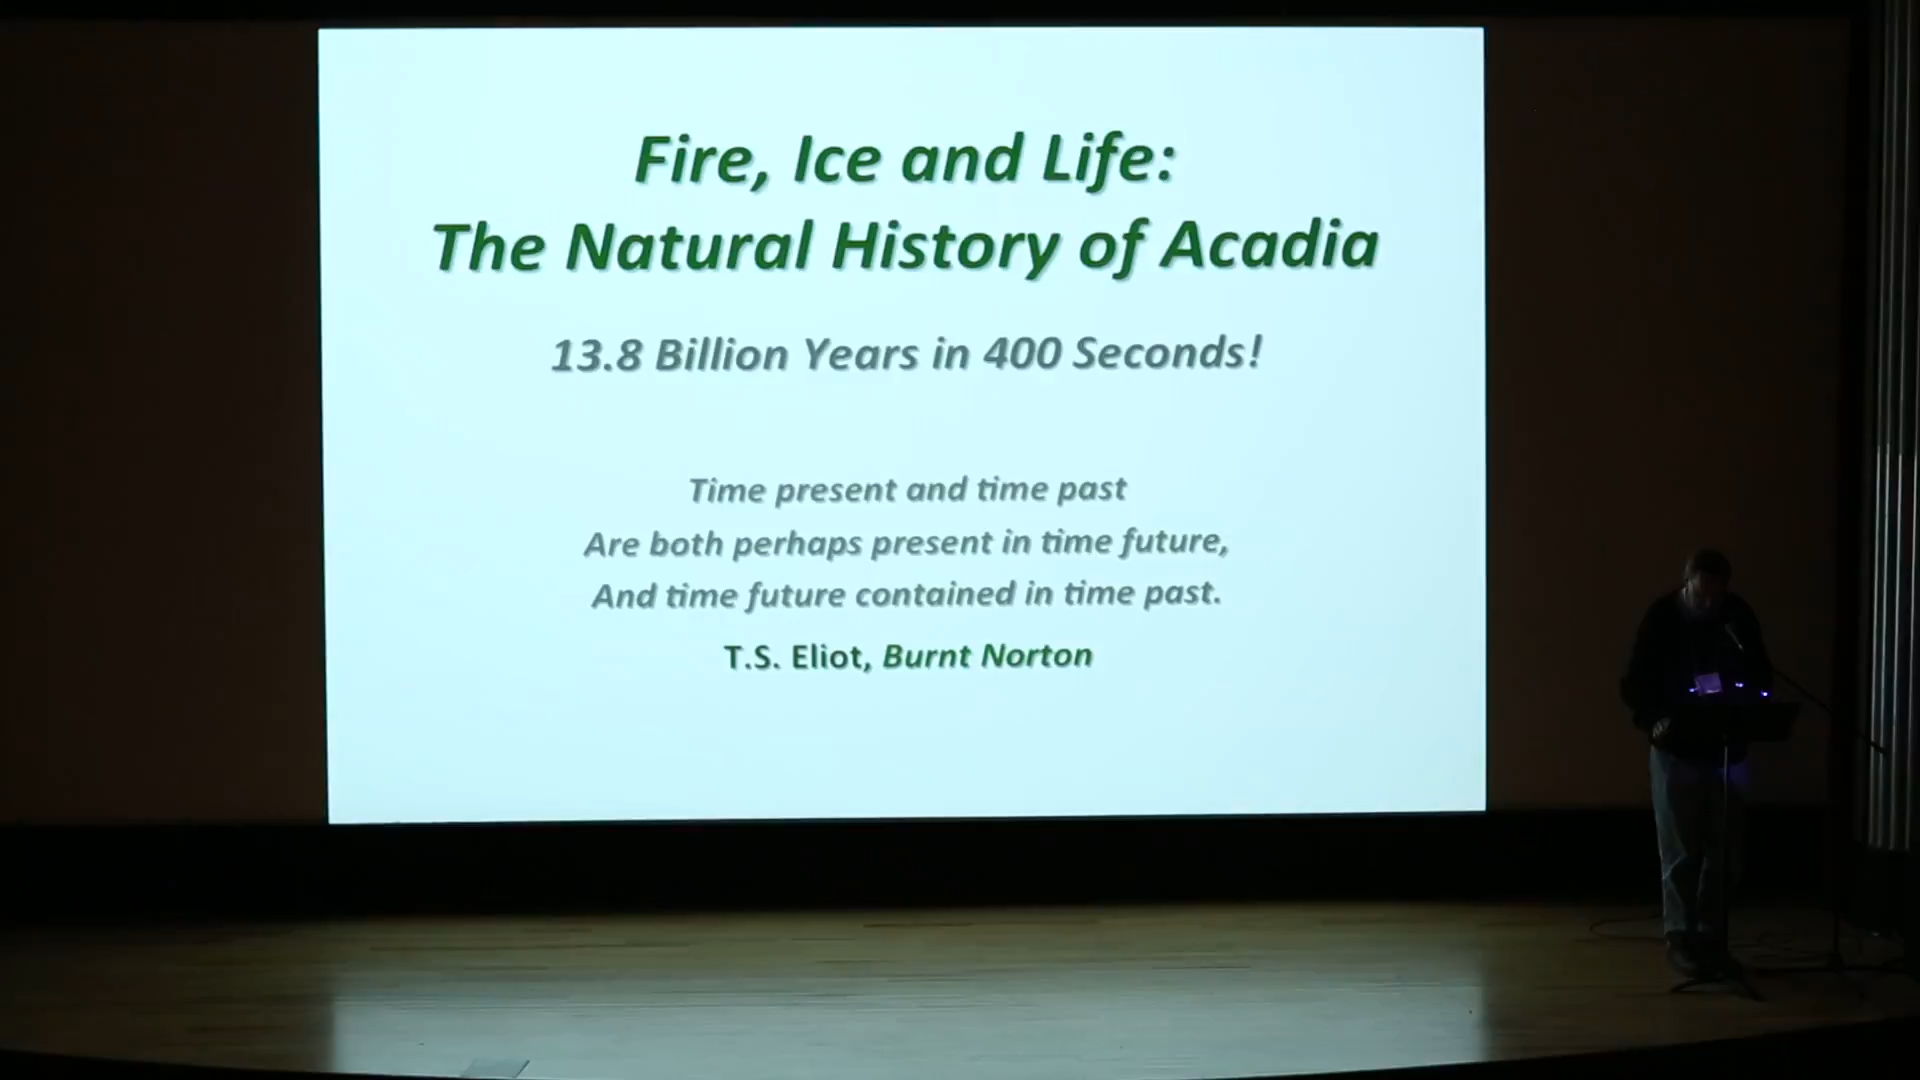 Fire, Ice and Life:
The Natural History of Acadia
13.8 Billion Years in 400 Seconds!
Time present and time past
Are both perhaps present in time future,
And time future contained in time past.
T.S. Eliot, Burnt Norton